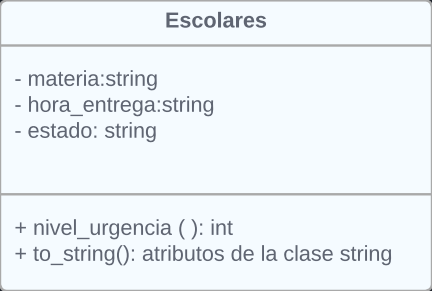 Escolares
- materia:string
- hora_entrega:string
- estado: string
+ nivel_urgencia ( ): int
+ to_string(): atributos de la clase string